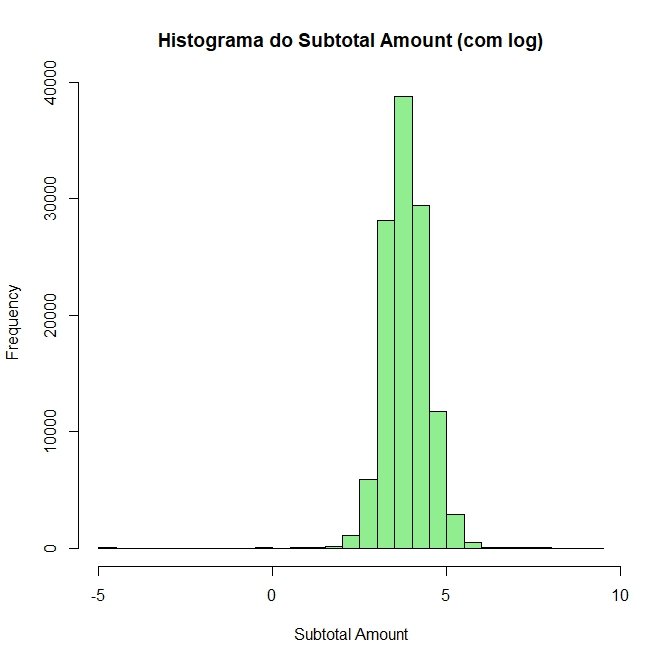 Histograma do Subtotal Amount (com log)
Frequency
40000
30000
20000
10000
0
-5 0 5 10
Subtotal Amount